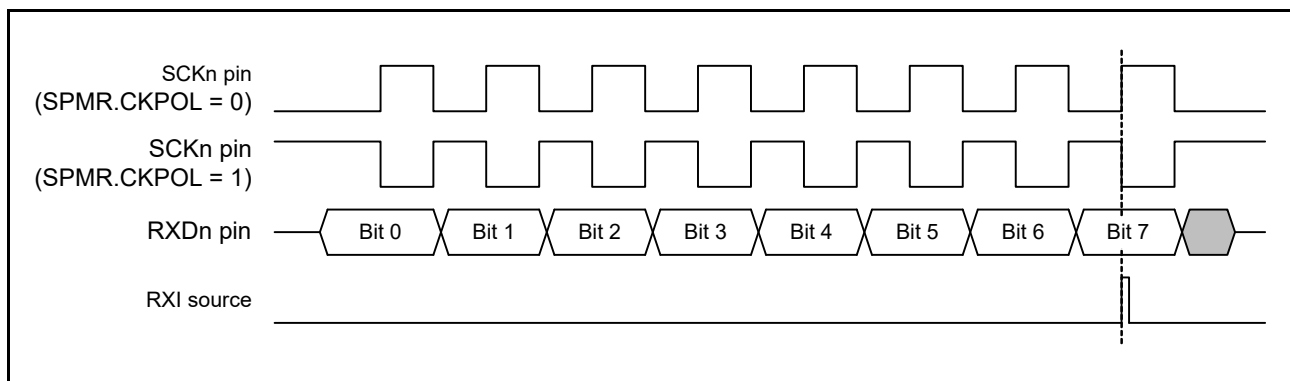 SCKn pin
(SPMR.CKPOL = 0)
SCKn pin
(SPMR.CKPOL = 1)
RXDn pin
Bit 0 Bit 1 Bit 2 Bit 3 Bit 4 Bit 5 Bit 6 Bit 7
RXI source